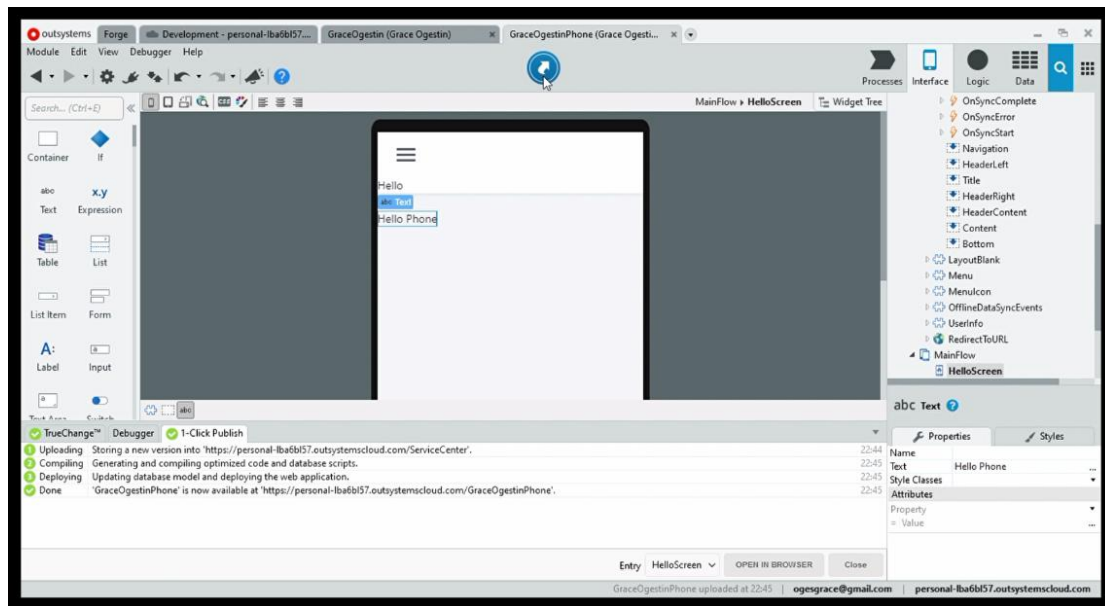 outsystems Forge Development - personal-lba6bl57.... GraceOgestin (Grace Ogestin) × GraceOgestinPhone (Grace Ogesti... ×
Module Edit View Debugger Help
Processes Interface Logic Data
Search... (Ctrl+E) «
MainFlow ▸ HelloScreen Widget Tree
Container If
abc x.y
Text Expression
Table List
List Item Form
A:
Label Input
Text Area Switch
Hello
abc Text
Hello Phone
abc
OnSyncComplete
OnSyncError
OnSyncStart
Navigation
HeaderLeft
Title
HeaderRight
HeaderContent
Content
Bottom
LayoutBlank
Menu
MenuIcon
OfflineDataSyncEvents
UserInfo
RedirectToURL
MainFlow
HelloScreen
abc Text ?
Properties Styles
Name
Text Hello Phone ...
Style Classes
Attributes
Property
= Value ...
TrueChange™ Debugger 1-Click Publish
1 Uploading Storing a new version into 'https://personal-lba6bl57.outsystemscloud.com/ServiceCenter'. 22:44
2 Compiling Generating and compiling optimized code and database scripts. 22:45
3 Deploying Updating database model and deploying the web application. 22:45
Done 'GraceOgestinPhone' is now available at 'https://personal-lba6bl57.outsystemscloud.com/GraceOgestinPhone'. 22:45
Entry HelloScreen OPEN IN BROWSER Close
GraceOgestinPhone uploaded at 22:45 | ogesgrace@gmail.com | personal-lba6bl57.outsystemscloud.com